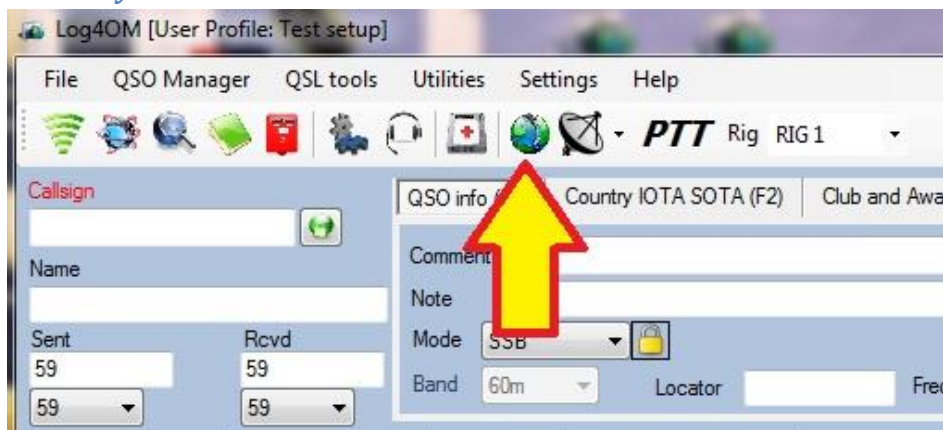 Log4OM [User Profile: Test setup]
File QSO Manager QSL tools Utilities Settings Help
PTT Rig RIG 1
Callsign
QSO info Country IOTA SOTA (F2) Club and
Name
Note
Sent Rcvd
Mode SSB
59 59
Band 60m Locator
59 59